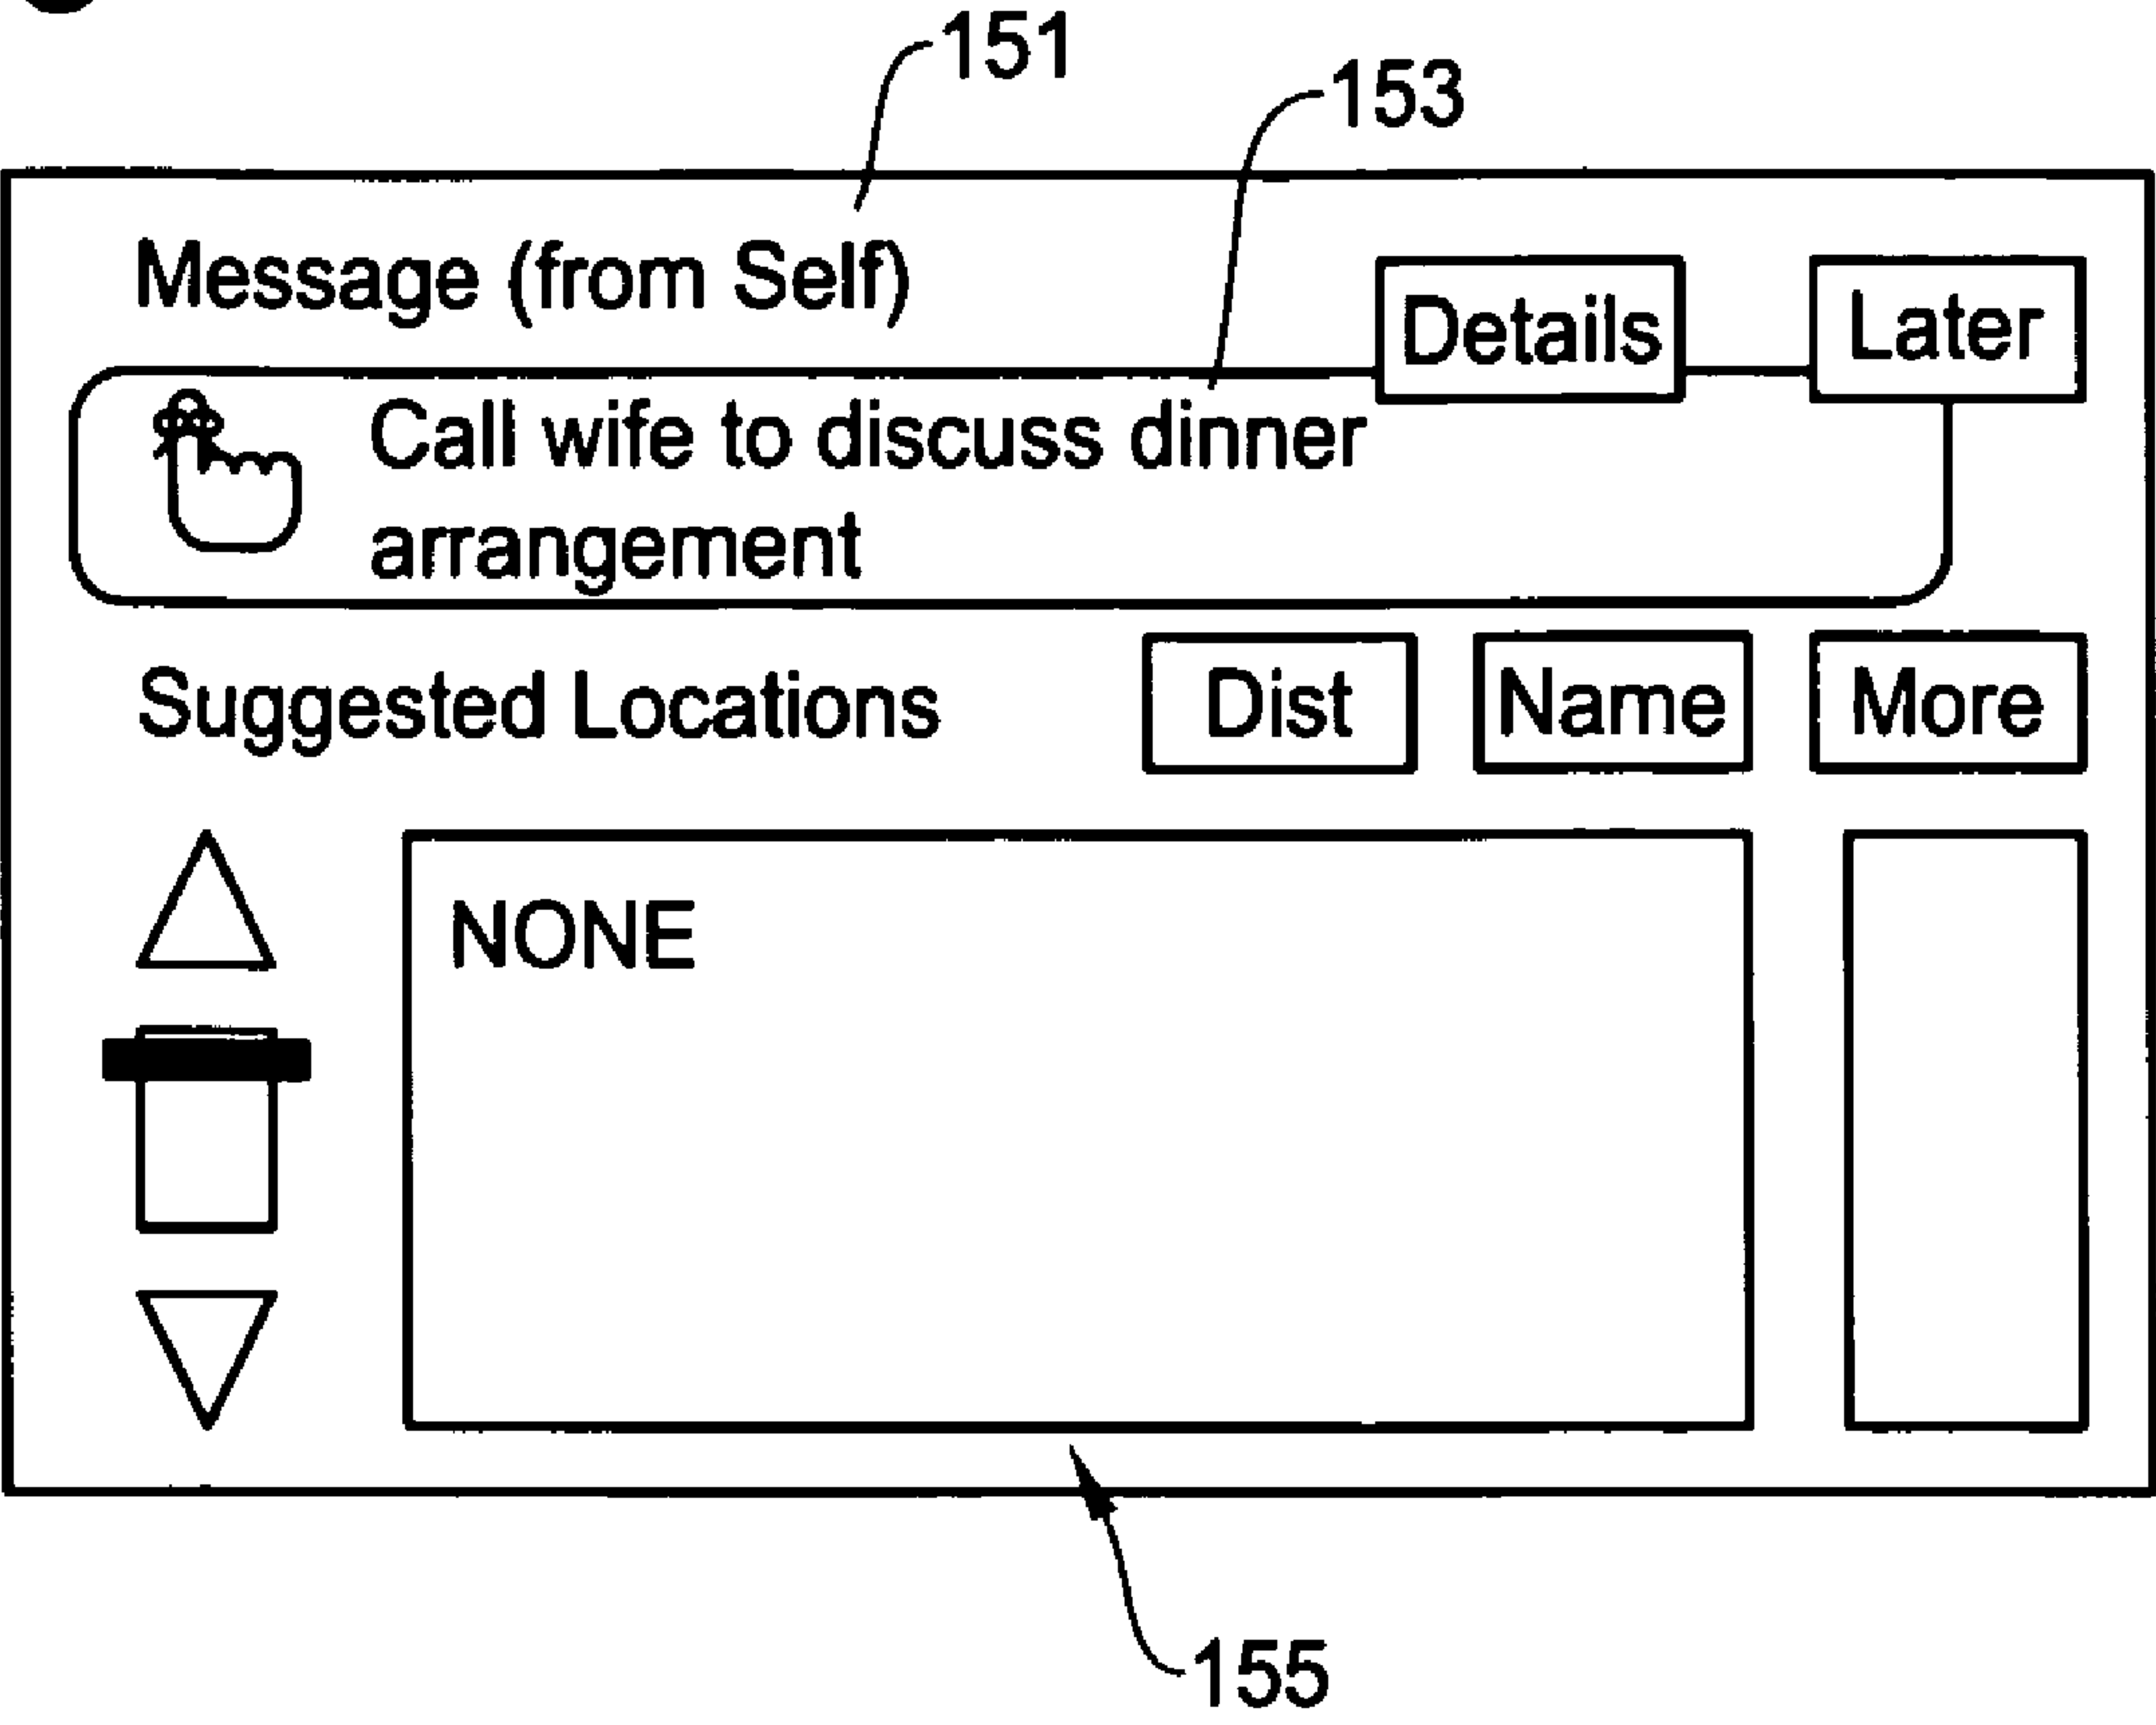 151
153
Message (from Self)
Details
Later
Call wife to discuss dinner
arrangement
Suggested Locations
Dist
Name
More
NONE
155